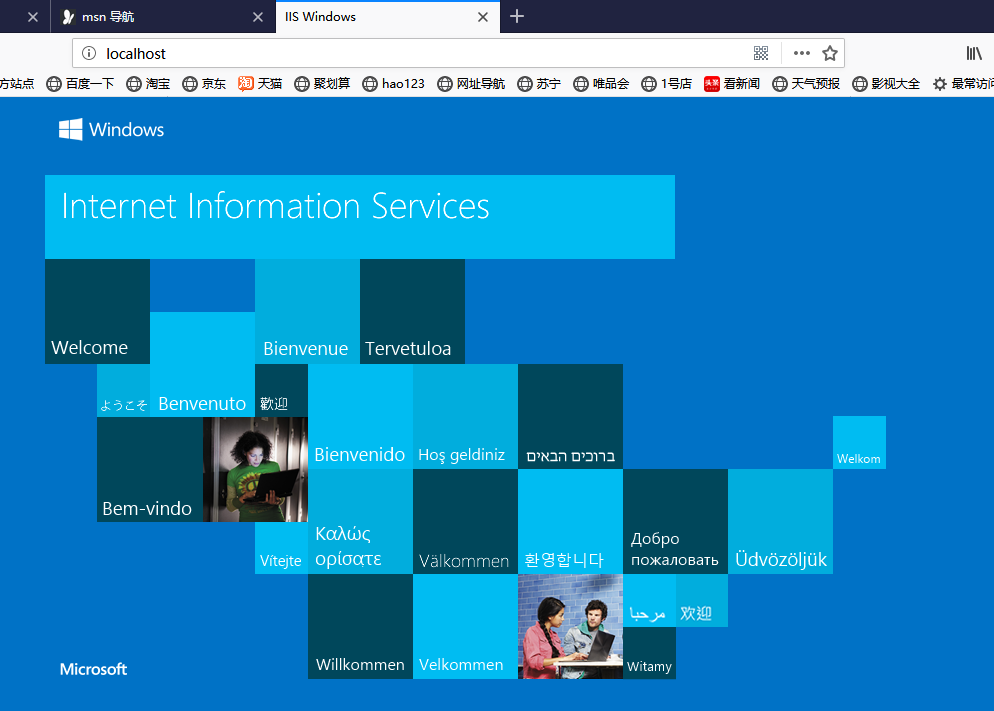 msn 导航
IIS Windows
localhost
方站点 百度一下 淘宝 京东 天猫 聚划算 hao123 网址导航 苏宁 唯品会 1号店 头条 看新闻 天气预报 影视大全 最常访问
Windows
Internet Information Services
Welcome
Bienvenue
Tervetuloa
ようこそ
Benvenuto
歡迎
Bienvenido
Hoş geldiniz
ברוכים הבאים
Welkom
Bem-vindo
Vítejte
Καλώς
ορίσατε
Välkommen
환영합니다
Добро
пожаловать
Üdvözöljük
مرحبا
欢迎
Willkommen
Velkommen
Witamy
Microsoft